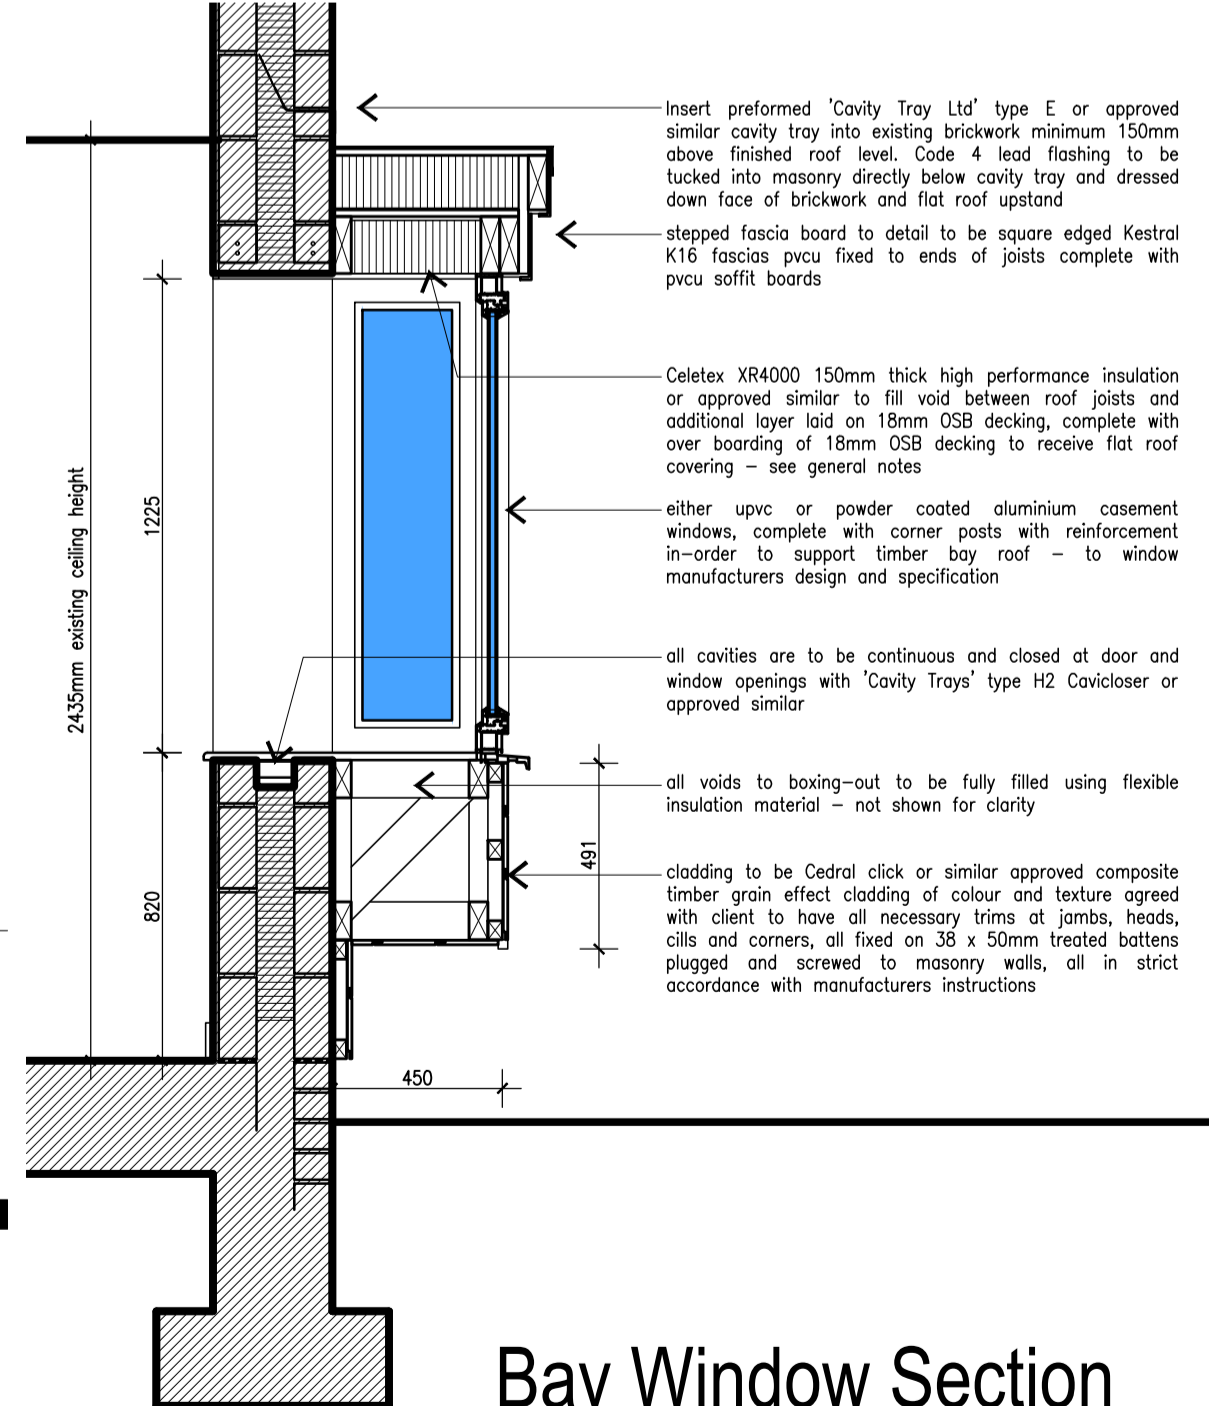 Insert preformed 'Cavity Tray Ltd' type E or approved
similar cavity tray into existing brickwork minimum 150mm
above finished roof level. Code 4 lead flashing to be
tucked into masonry directly below cavity tray and dressed
down face of brickwork and flat roof upstand
stepped fascia board to detail to be square edged Kestral
K16 fascias pvcu fixed to ends of joists complete with
pvcu soffit boards
Celetex XR4000 150mm thick high performance insulation
or approved similar to fill void between roof joists and
additional layer laid on 18mm OSB decking, complete with
over boarding of 18mm OSB decking to receive flat roof
covering – see general notes
either upvc or powder coated aluminium casement
windows, complete with corner posts with reinforcement
in-order to support timber bay roof – to window
manufacturers design and specification
all cavities are to be continuous and closed at door and
window openings with 'Cavity Trays' type H2 Cavicloser or
approved similar
all voids to boxing-out to be fully filled using flexible
insulation material – not shown for clarity
cladding to be Cedral click or similar approved composite
timber grain effect cladding of colour and texture agreed
with client to have all necessary trims at jambs, heads,
cills and corners, all fixed on 38 x 50mm treated battens
plugged and screwed to masonry walls, all in strict
accordance with manufacturers instructions
2435mm existing ceiling height
1225
820
491
450
Bay Window Section